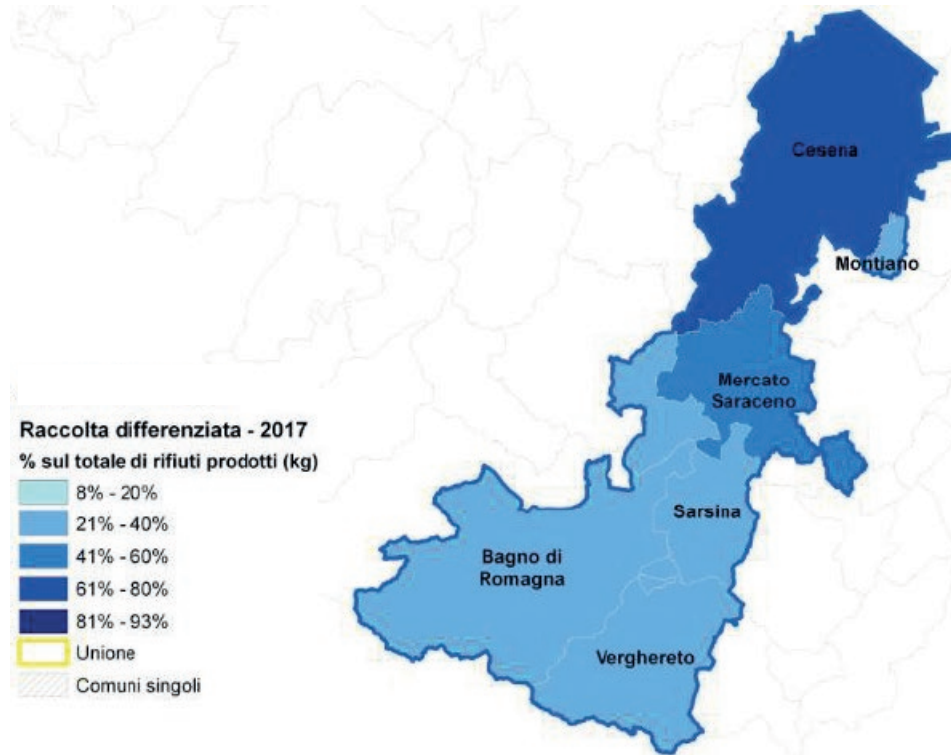 Cesena
Montiano
Mercato
Saraceno
Sarsina
Bagno di
Romagna
Verghereto
Raccolta differenziata - 2017
% sul totale di rifiuti prodotti (kg)
8% - 20%
21% - 40%
41% - 60%
61% - 80%
81% - 93%
Unione
Comuni singoli